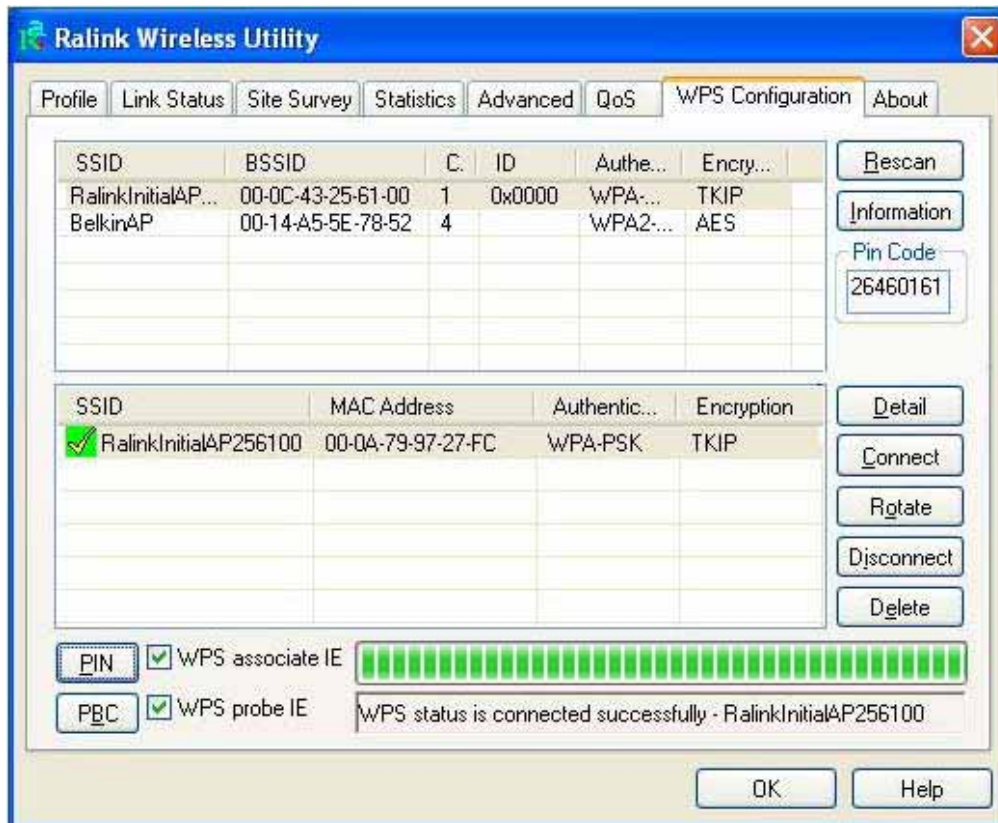 Ralink Wireless Utility
Profile Link Status Site Survey Statistics Advanced QoS WPS Configuration About
SSID BSSID C. ID Authe... Encry...
RalinkInitialAP... 00-0C-43-25-61-00 1 0x0000 WPA-... TKIP
BelkinAP 00-14-A5-5E-78-52 4 WPA2-... AES
Rescan
Information
Pin Code
26460161
SSID MAC Address Authentic... Encryption
RalinkInitialAP256100 00-0A-79-97-27-FC WPA-PSK TKIP
Detail
Connect
Rotate
Disconnect
Delete
PIN WPS associate IE
PBC WPS probe IE WPS status is connected successfully - RalinkInitialAP256100
OK Help